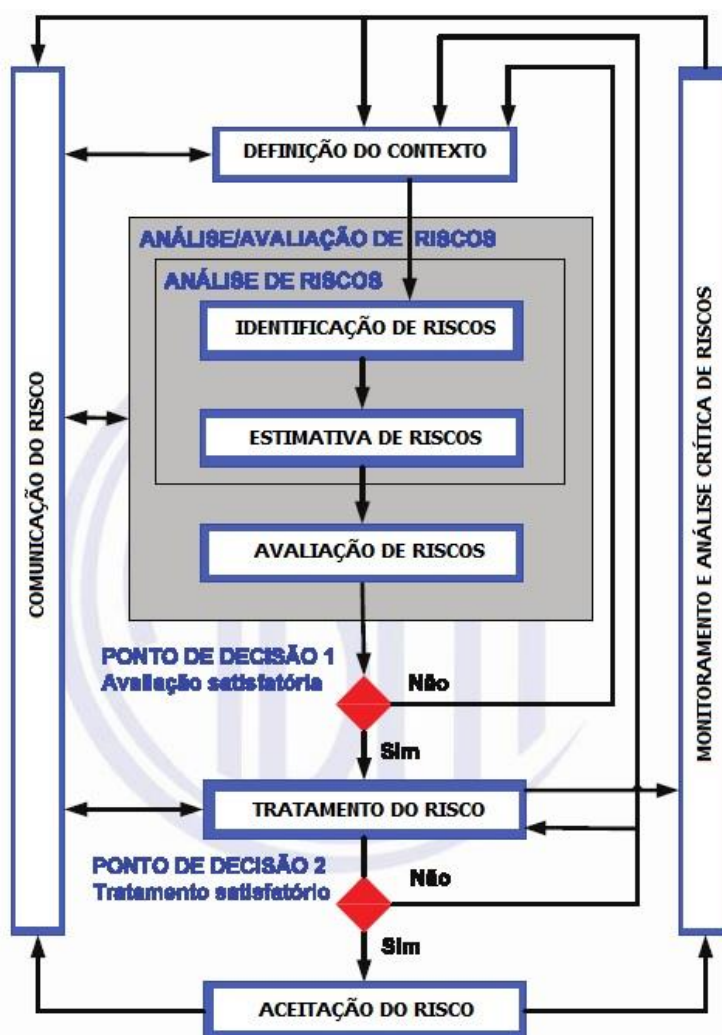 DEFINIÇÃO DO CONTEXTO
ANÁLISE/AVALIAÇÃO DE RISCOS
ANÁLISE DE RISCOS
IDENTIFICAÇÃO DE RISCOS
ESTIMATIVA DE RISCOS
AVALIAÇÃO DE RISCOS
PONTO DE DECISÃO 1
Avaliação satisfatória
Não
Sim
TRATAMENTO DO RISCO
PONTO DE DECISÃO 2
Tratamento satisfatório
Não
Sim
ACEITAÇÃO DO RISCO
COMUNICAÇÃO DO RISCO
MONITORAMENTO E ANÁLISE CRÍTICA DE RISCOS